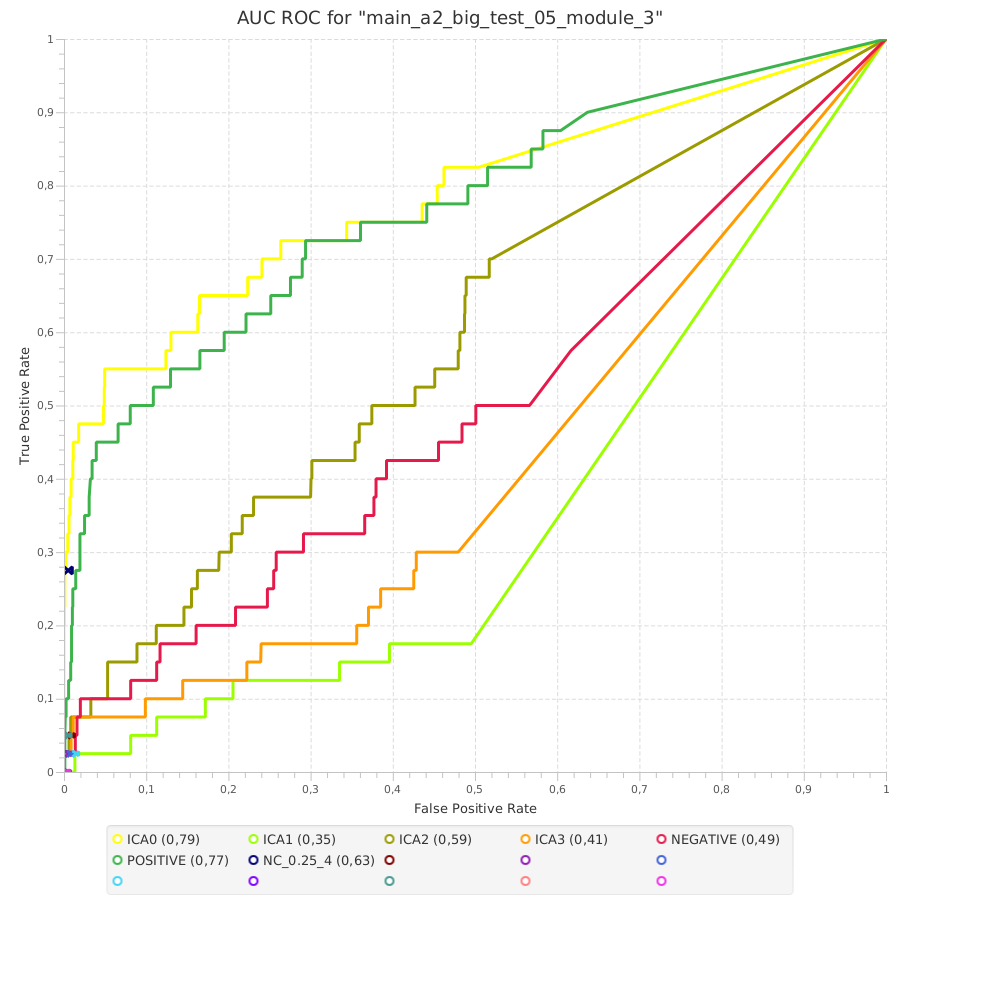 AUC ROC for "main_a2_big_test_05_module_3"
1
0,9
0,8
0,7
0,6
0,5
0,4
0,3
0,2
0,1
0
True Positive Rate
0 0,1 0,2 0,3 0,4 0,5 0,6 0,7 0,8 0,9 1
False Positive Rate
ICA0 (0,79) ICA1 (0,35) ICA2 (0,59) ICA3 (0,41) NEGATIVE (0,49)
POSITIVE (0,77) NC_0.25_4 (0,63)